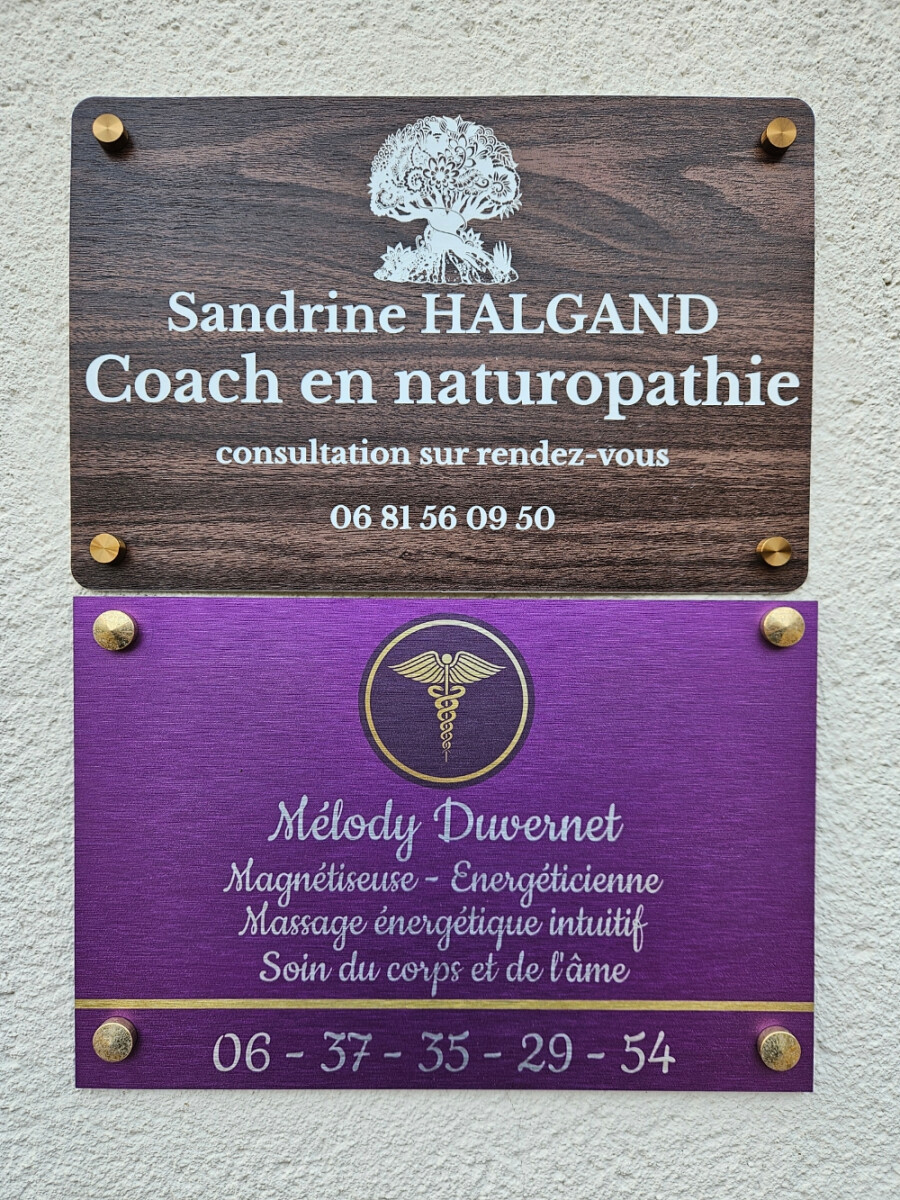 Sandrine HALGAND
Coach en naturopathie
consultation sur rendez-vous
06 81 56 09 50
Mélody Duvernet
Magnétiseuse - Energéticienne
Massage énergétique intuitif
Soin du corps et de l'âme
06 - 37 - 35 - 29 - 54